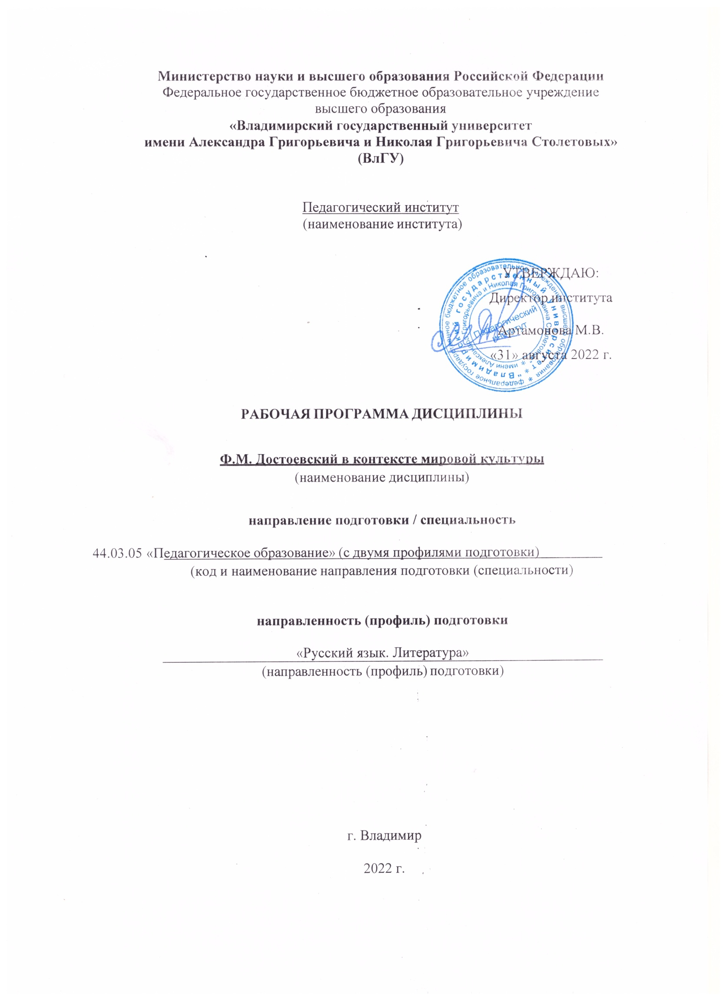 Министерство науки и высшего образования Российской Федерации
Федеральное государственное бюджетное образовательное учреждение
высшего образования
«Владимирский государственный университет
имени Александра Григорьевича и Николая Григорьевича Столетовых»
(ВлГУ)
Педагогический институт
(наименование института)
УТВЕРЖДАЮ:
Директор института
Артамонова М.В.
«31» августа 2022 г.
федеральное государственное бюджетное образовательное учреждение высшего образования *
"Владимирский государственный университет *
имени Александра Григорьевича и Николая Григорьевича Столетовых" *
Педагогический
институт
РАБОЧАЯ ПРОГРАММА ДИСЦИПЛИНЫ
Ф.М. Достоевский в контексте мировой культуры
(наименование дисциплины)
направление подготовки / специальность
44.03.05 «Педагогическое образование» (с двумя профилями подготовки)
(код и наименование направления подготовки (специальности)
направленность (профиль) подготовки
«Русский язык. Литература»
(направленность (профиль) подготовки)
г. Владимир
2022 г.